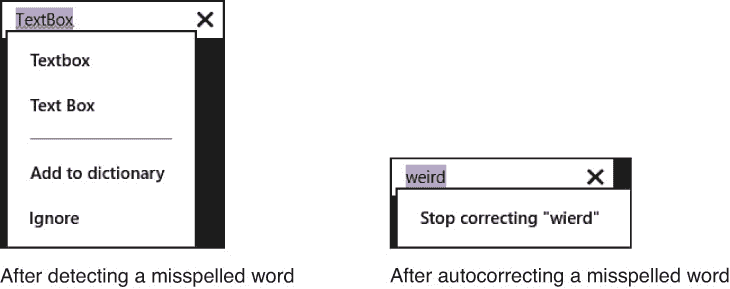 TextBox
Textbox
Text Box
Add to dictionary
Ignore
After detecting a misspelled word
weird
Stop correcting "wierd"
After autocorrecting a misspelled word